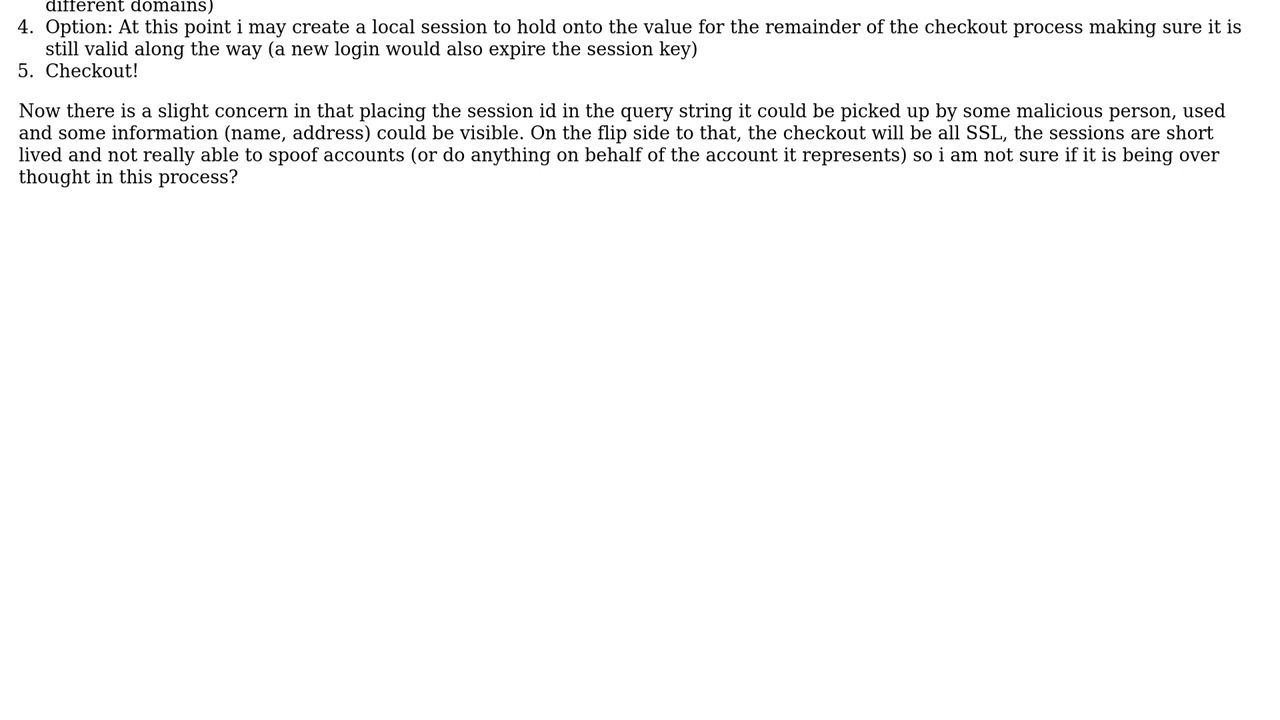 different domains)
4. Option: At this point i may create a local session to hold onto the value for the remainder of the checkout process making sure it is
still valid along the way (a new login would also expire the session key)
5. Checkout!
Now there is a slight concern in that placing the session id in the query string it could be picked up by some malicious person, used
and some information (name, address) could be visible. On the flip side to that, the checkout will be all SSL, the sessions are short
lived and not really able to spoof accounts (or do anything on behalf of the account it represents) so i am not sure if it is being over
thought in this process?